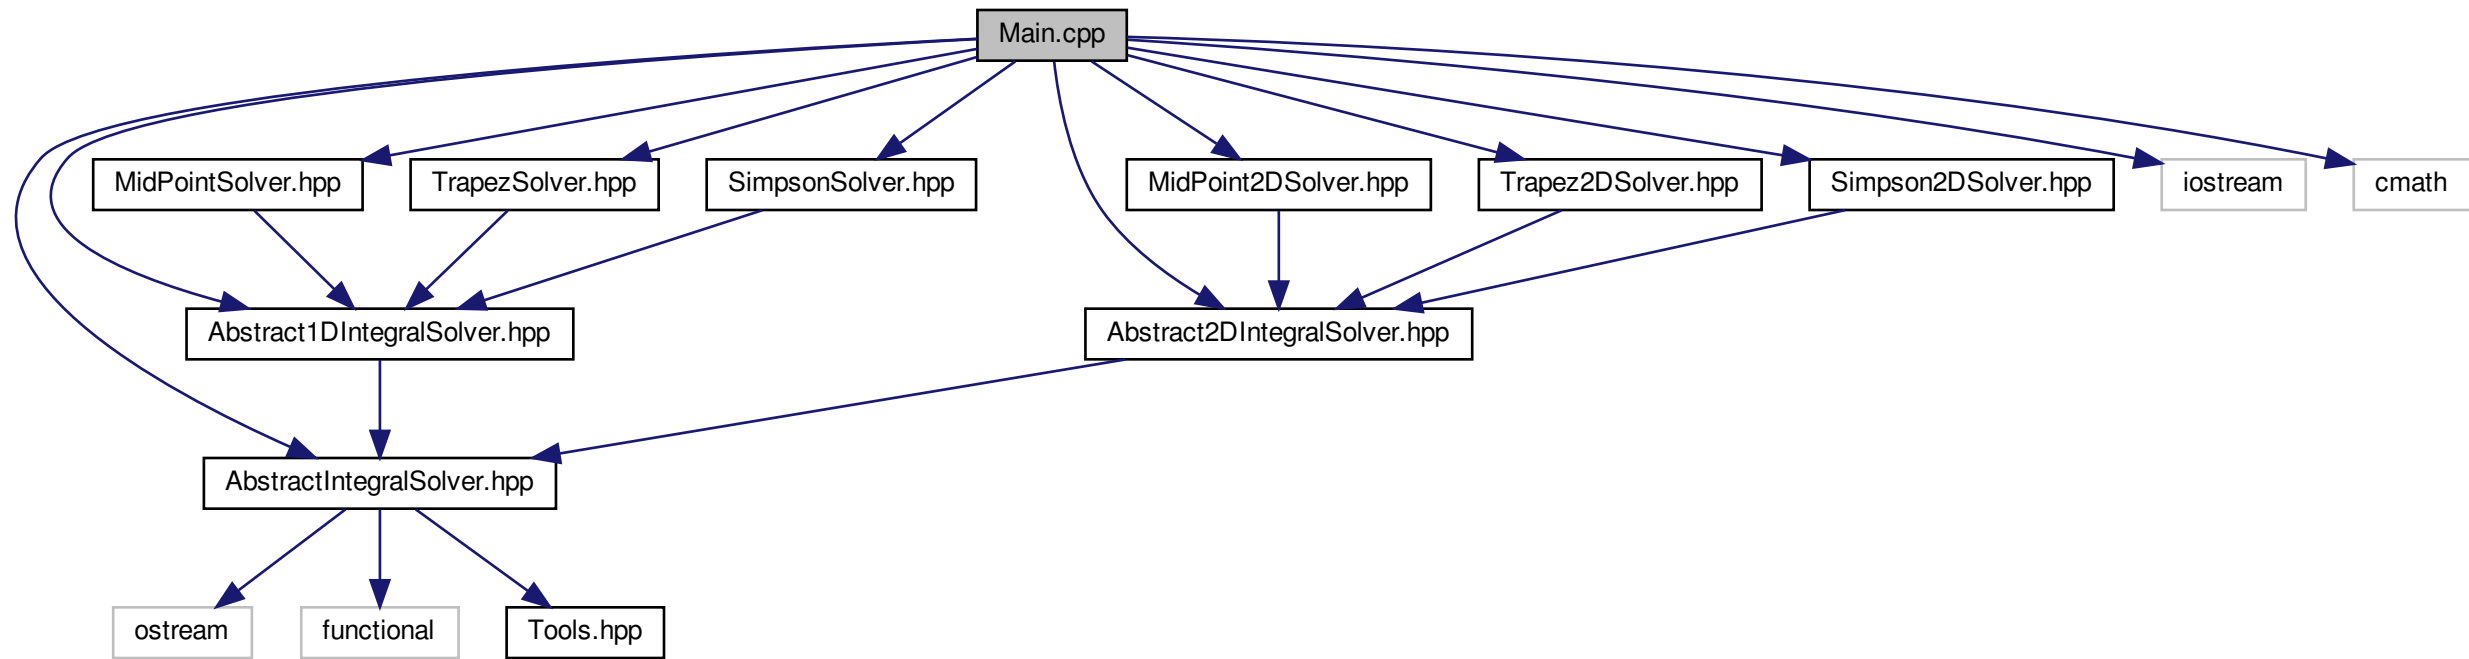 Main.cpp
MidPointSolver.hpp
TrapezSolver.hpp
SimpsonSolver.hpp
MidPoint2DSolver.hpp
Trapez2DSolver.hpp
Simpson2DSolver.hpp
iostream
cmath
Abstract1DIntegralSolver.hpp
Abstract2DIntegralSolver.hpp
AbstractIntegralSolver.hpp
ostream
functional
Tools.hpp